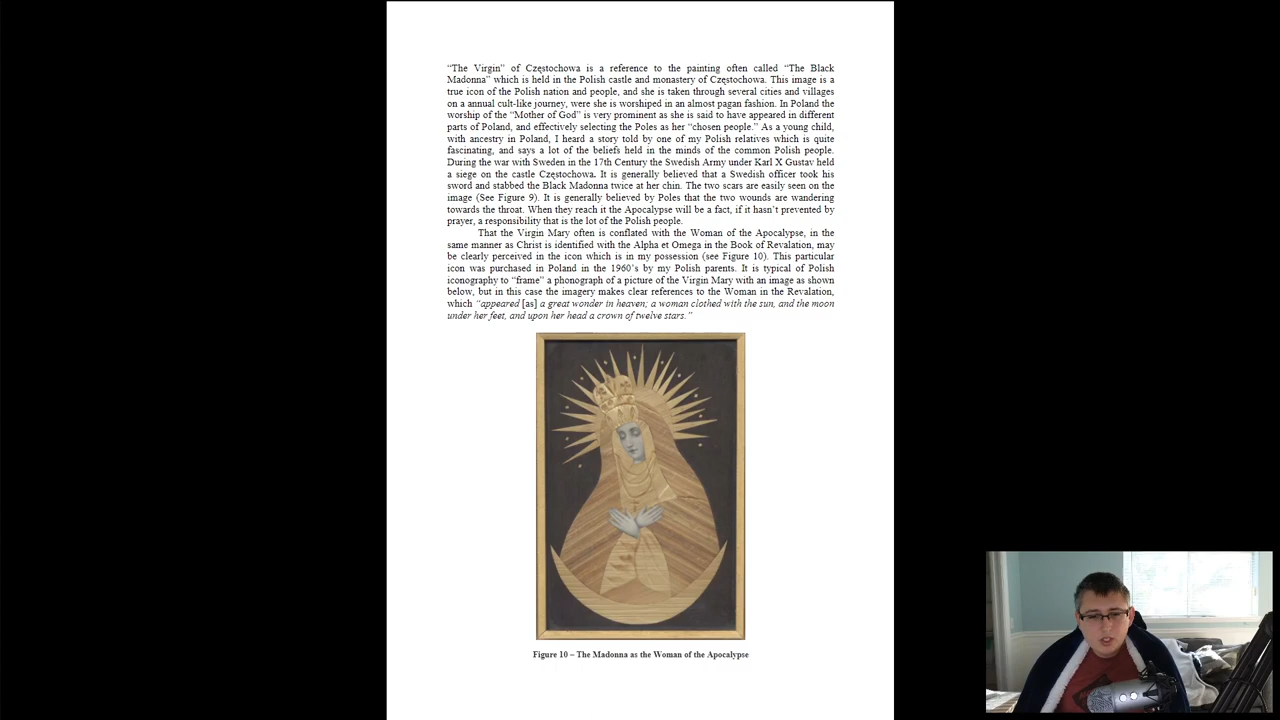 “The Virgin” of Częstochowa is a reference to the painting often called “The Black
Madonna” which is held in the Polish castle and monastery of Częstochowa. This image is a
true icon of the Polish nation and people, and she is taken through several cities and villages
on a annual cult-like journey, were she is worshiped in an almost pagan fashion. In Poland the
worship of the “Mother of God” is very prominent as she is said to have appeared in different
parts of Poland, and effectively selecting the Poles as her “chosen people.” As a young child,
with ancestry in Poland, I heard a story told by one of my Polish relatives which is quite
fascinating, and says a lot of the beliefs held in the minds of the common Polish people.
During the war with Sweden in the 17th Century the Swedish Army under Karl X Gustav held
a siege on the castle Częstochowa. It is generally believed that a Swedish officer took his
sword and stabbed the Black Madonna twice at her chin. The two scars are easily seen on the
image (See Figure 9). It is generally believed by Poles that the two wounds are wandering
towards the throat. When they reach it the Apocalypse will be a fact, if it hasn’t prevented by
prayer, a responsibility that is the lot of the Polish people.
That the Virgin Mary often is conflated with the Woman of the Apocalypse, in the
same manner as Christ is identified with the Alpha et Omega in the Book of Revalation, may
be clearly perceived in the icon which is in my possession (see Figure 10). This particular
icon was purchased in Poland in the 1960’s by my Polish parents. It is typical of Polish
iconography to “frame” a phonograph of a picture of the Virgin Mary with an image as shown
below, but in this case the imagery makes clear references to the Woman in the Revalation,
which “appeared [as] a great wonder in heaven; a woman clothed with the sun, and the moon
under her feet, and upon her head a crown of twelve stars.”
Figure 10 – The Madonna as the Woman of the Apocalypse